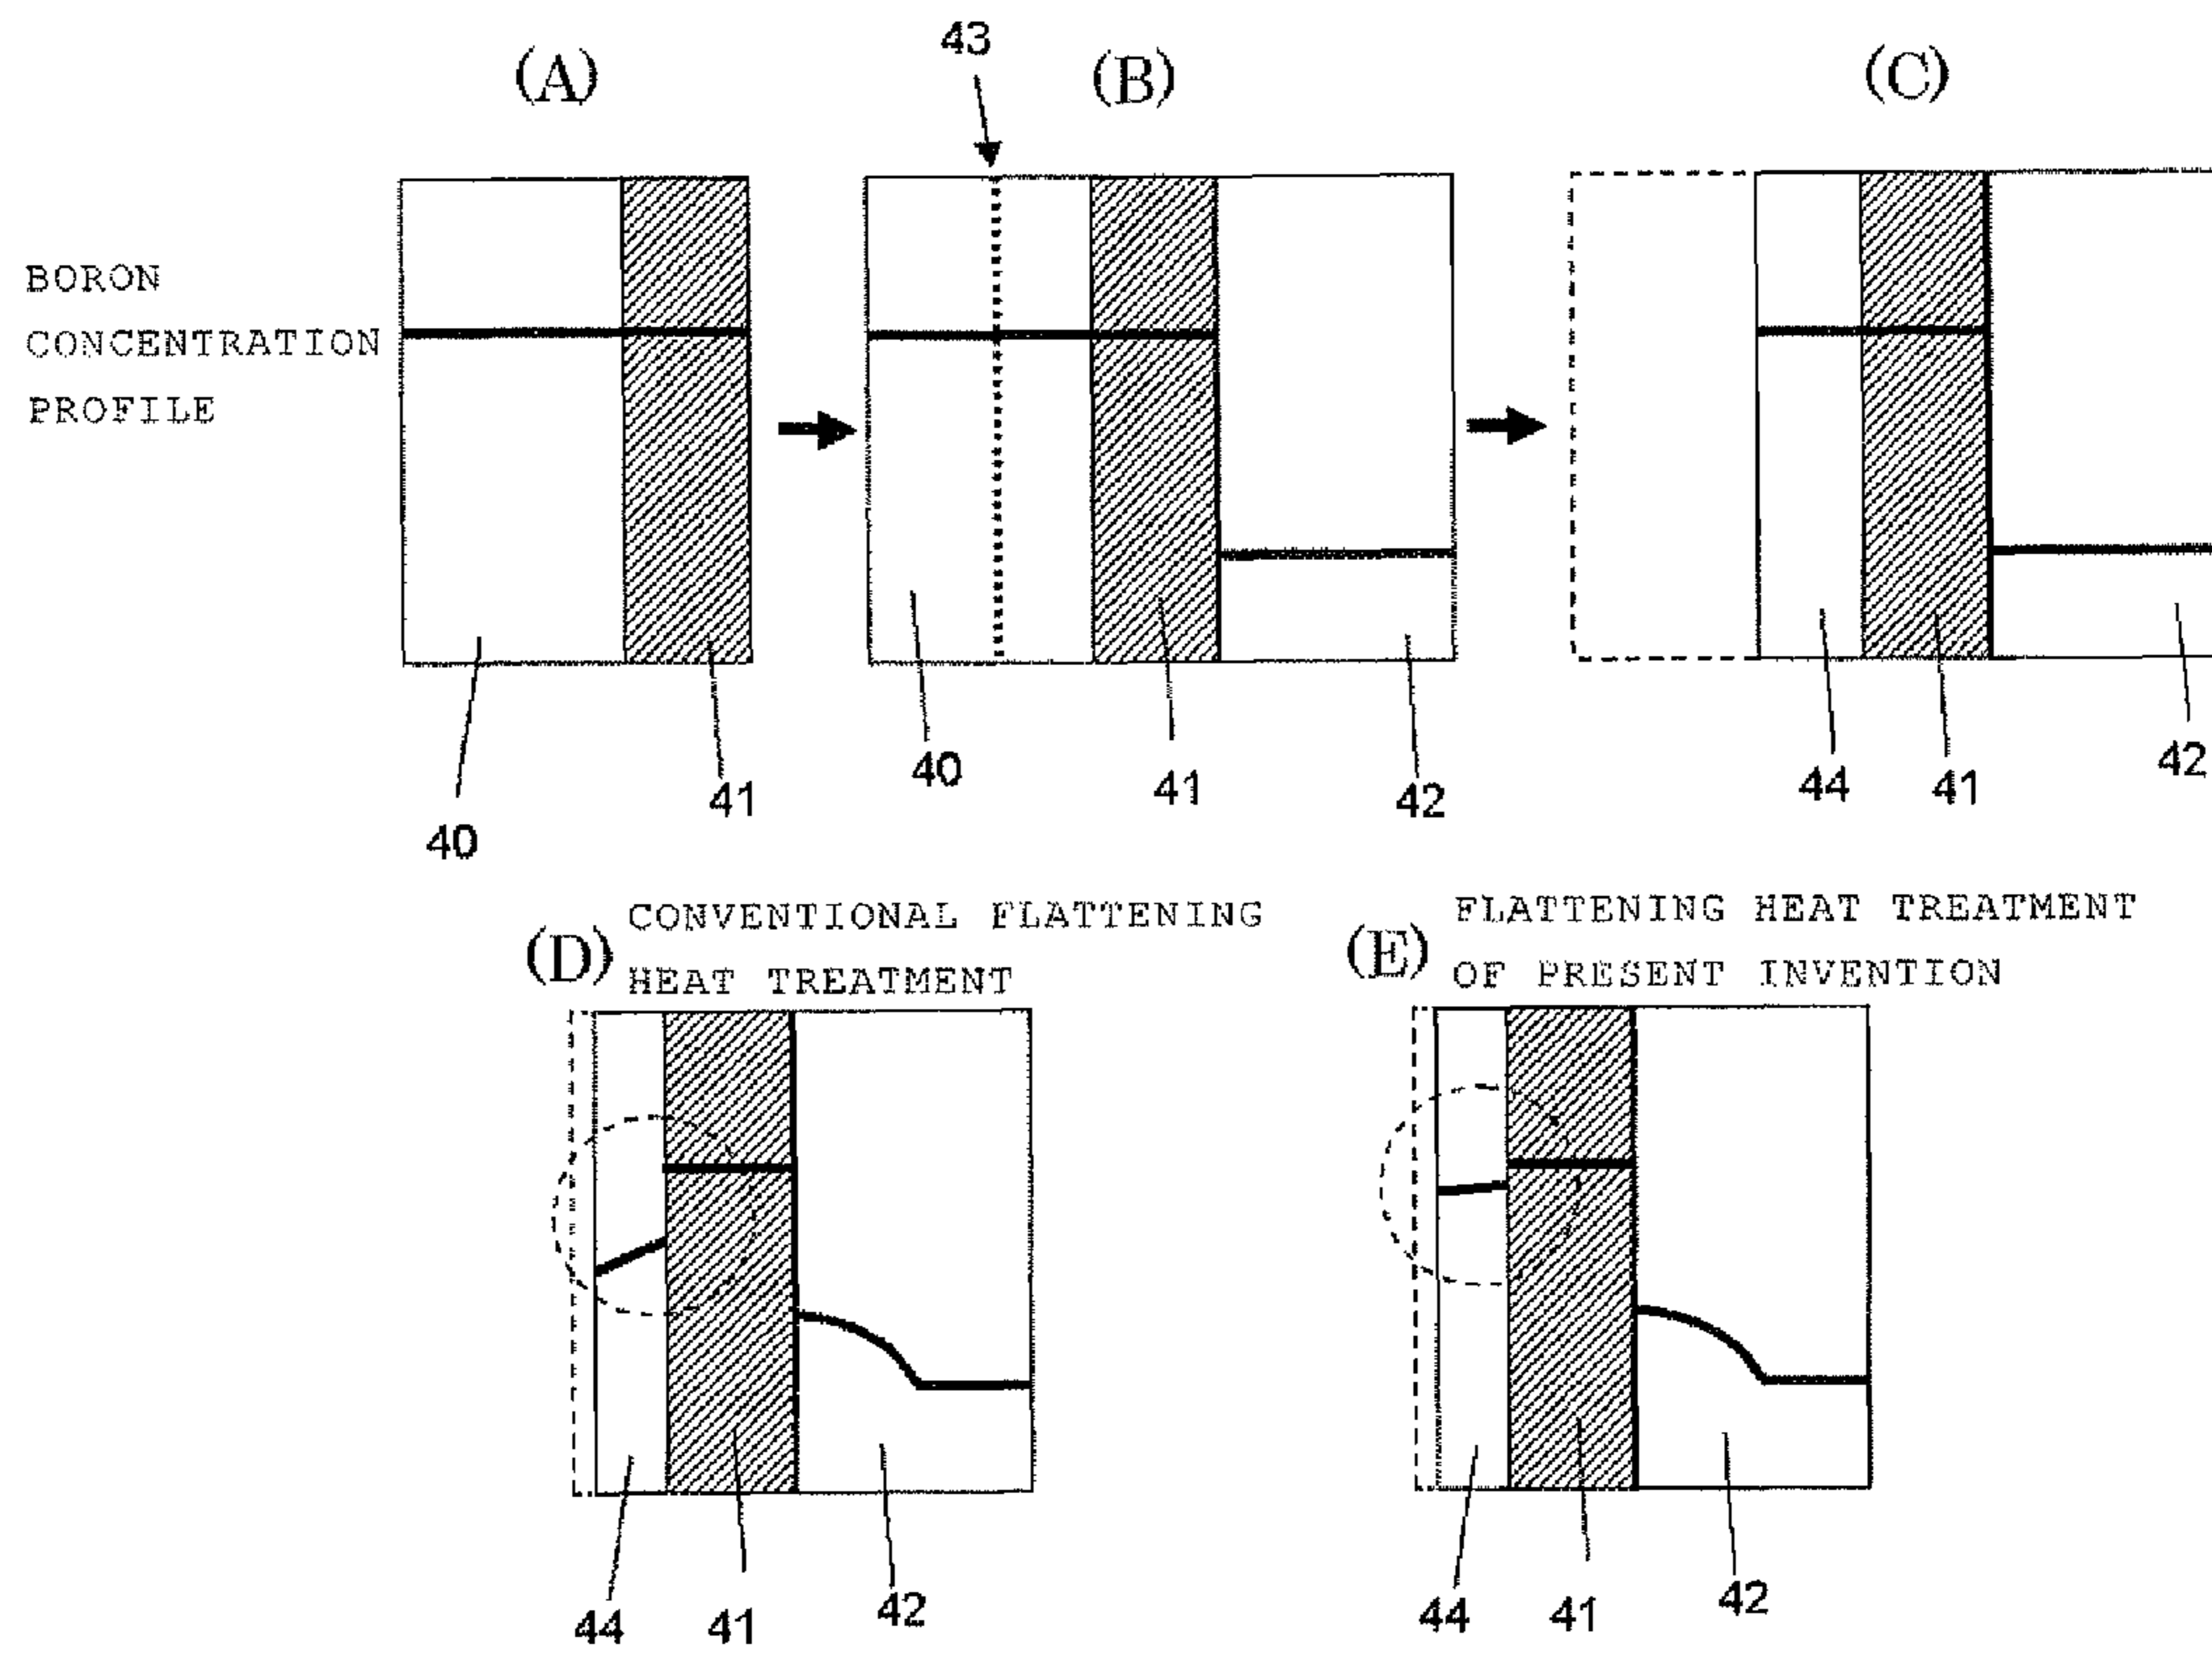 43
(A)
(B)
(C)
BORON
CONCENTRATION
PROFILE
40
41
40
41
42
44
41
42
(D)
CONVENTIONAL FLATTENING
HEAT TREATMENT
(E)
FLATTENING HEAT TREATMENT
OF PRESENT INVENTION
44
41
42
44
41
42